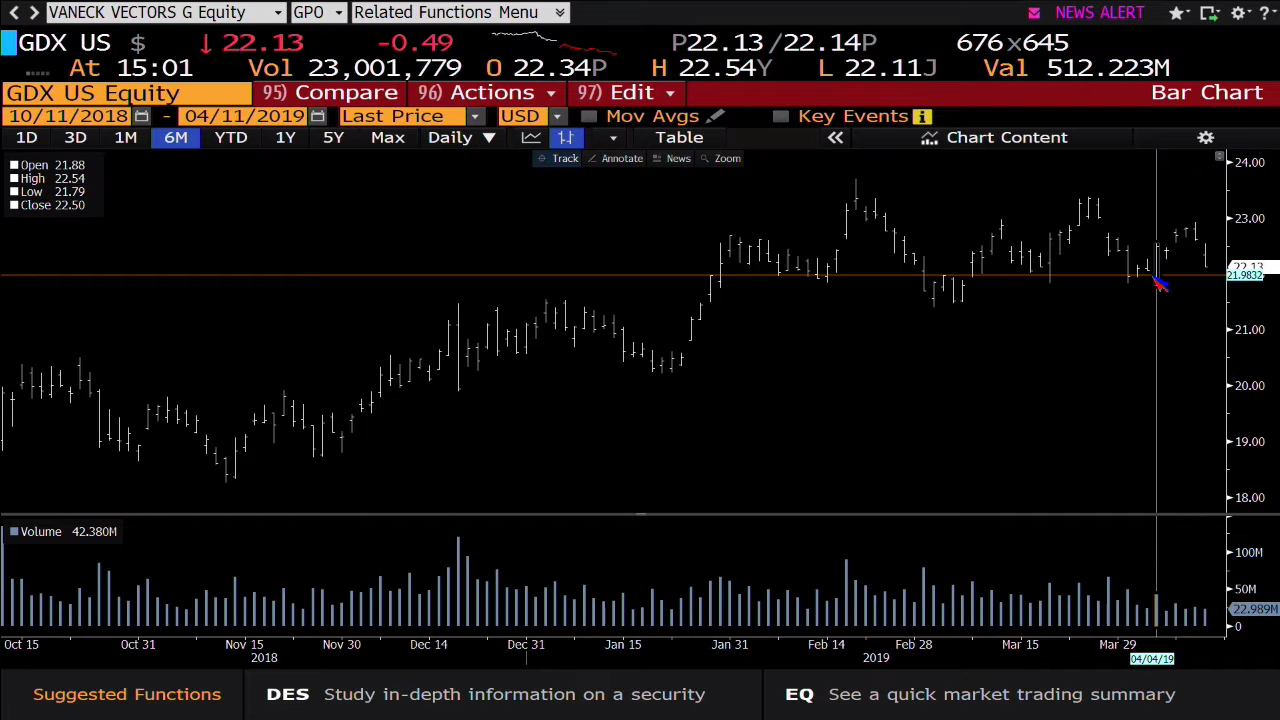 VANECK VECTORS G Equity GPO Related Functions Menu NEWS ALERT ?
GDX US $ ↓ 22.13 -0.49 P22.13 /22.14P 676 x645
At 15:01 Vol 23,001,779 O 22.34P H 22.54Y L 22.11J Val 512.223M
GDX US Equity 95) Compare 96) Actions 97) Edit Bar Chart
10/11/2018 - 04/11/2019 Last Price USD Mov Avgs Key Events i
1D 3D 1M 6M YTD 1Y 5Y Max Daily ▼ Table « Chart Content
Track Annotate News Zoom
Open 21.88
High 22.54
Low 21.79
Close 22.50
24.00
23.00
22.13
21.9832
21.00
20.00
19.00
18.00
Volume 42.380M
100M
50M
22.989M
0
Oct 15 Oct 31 Nov 15 Nov 30 Dec 14 Dec 31 Jan 15 Jan 31 Feb 14 Feb 28 Mar 15 Mar 29
2018 2019 04/04/19
Suggested Functions DES Study in-depth information on a security EQ See a quick market trading summary